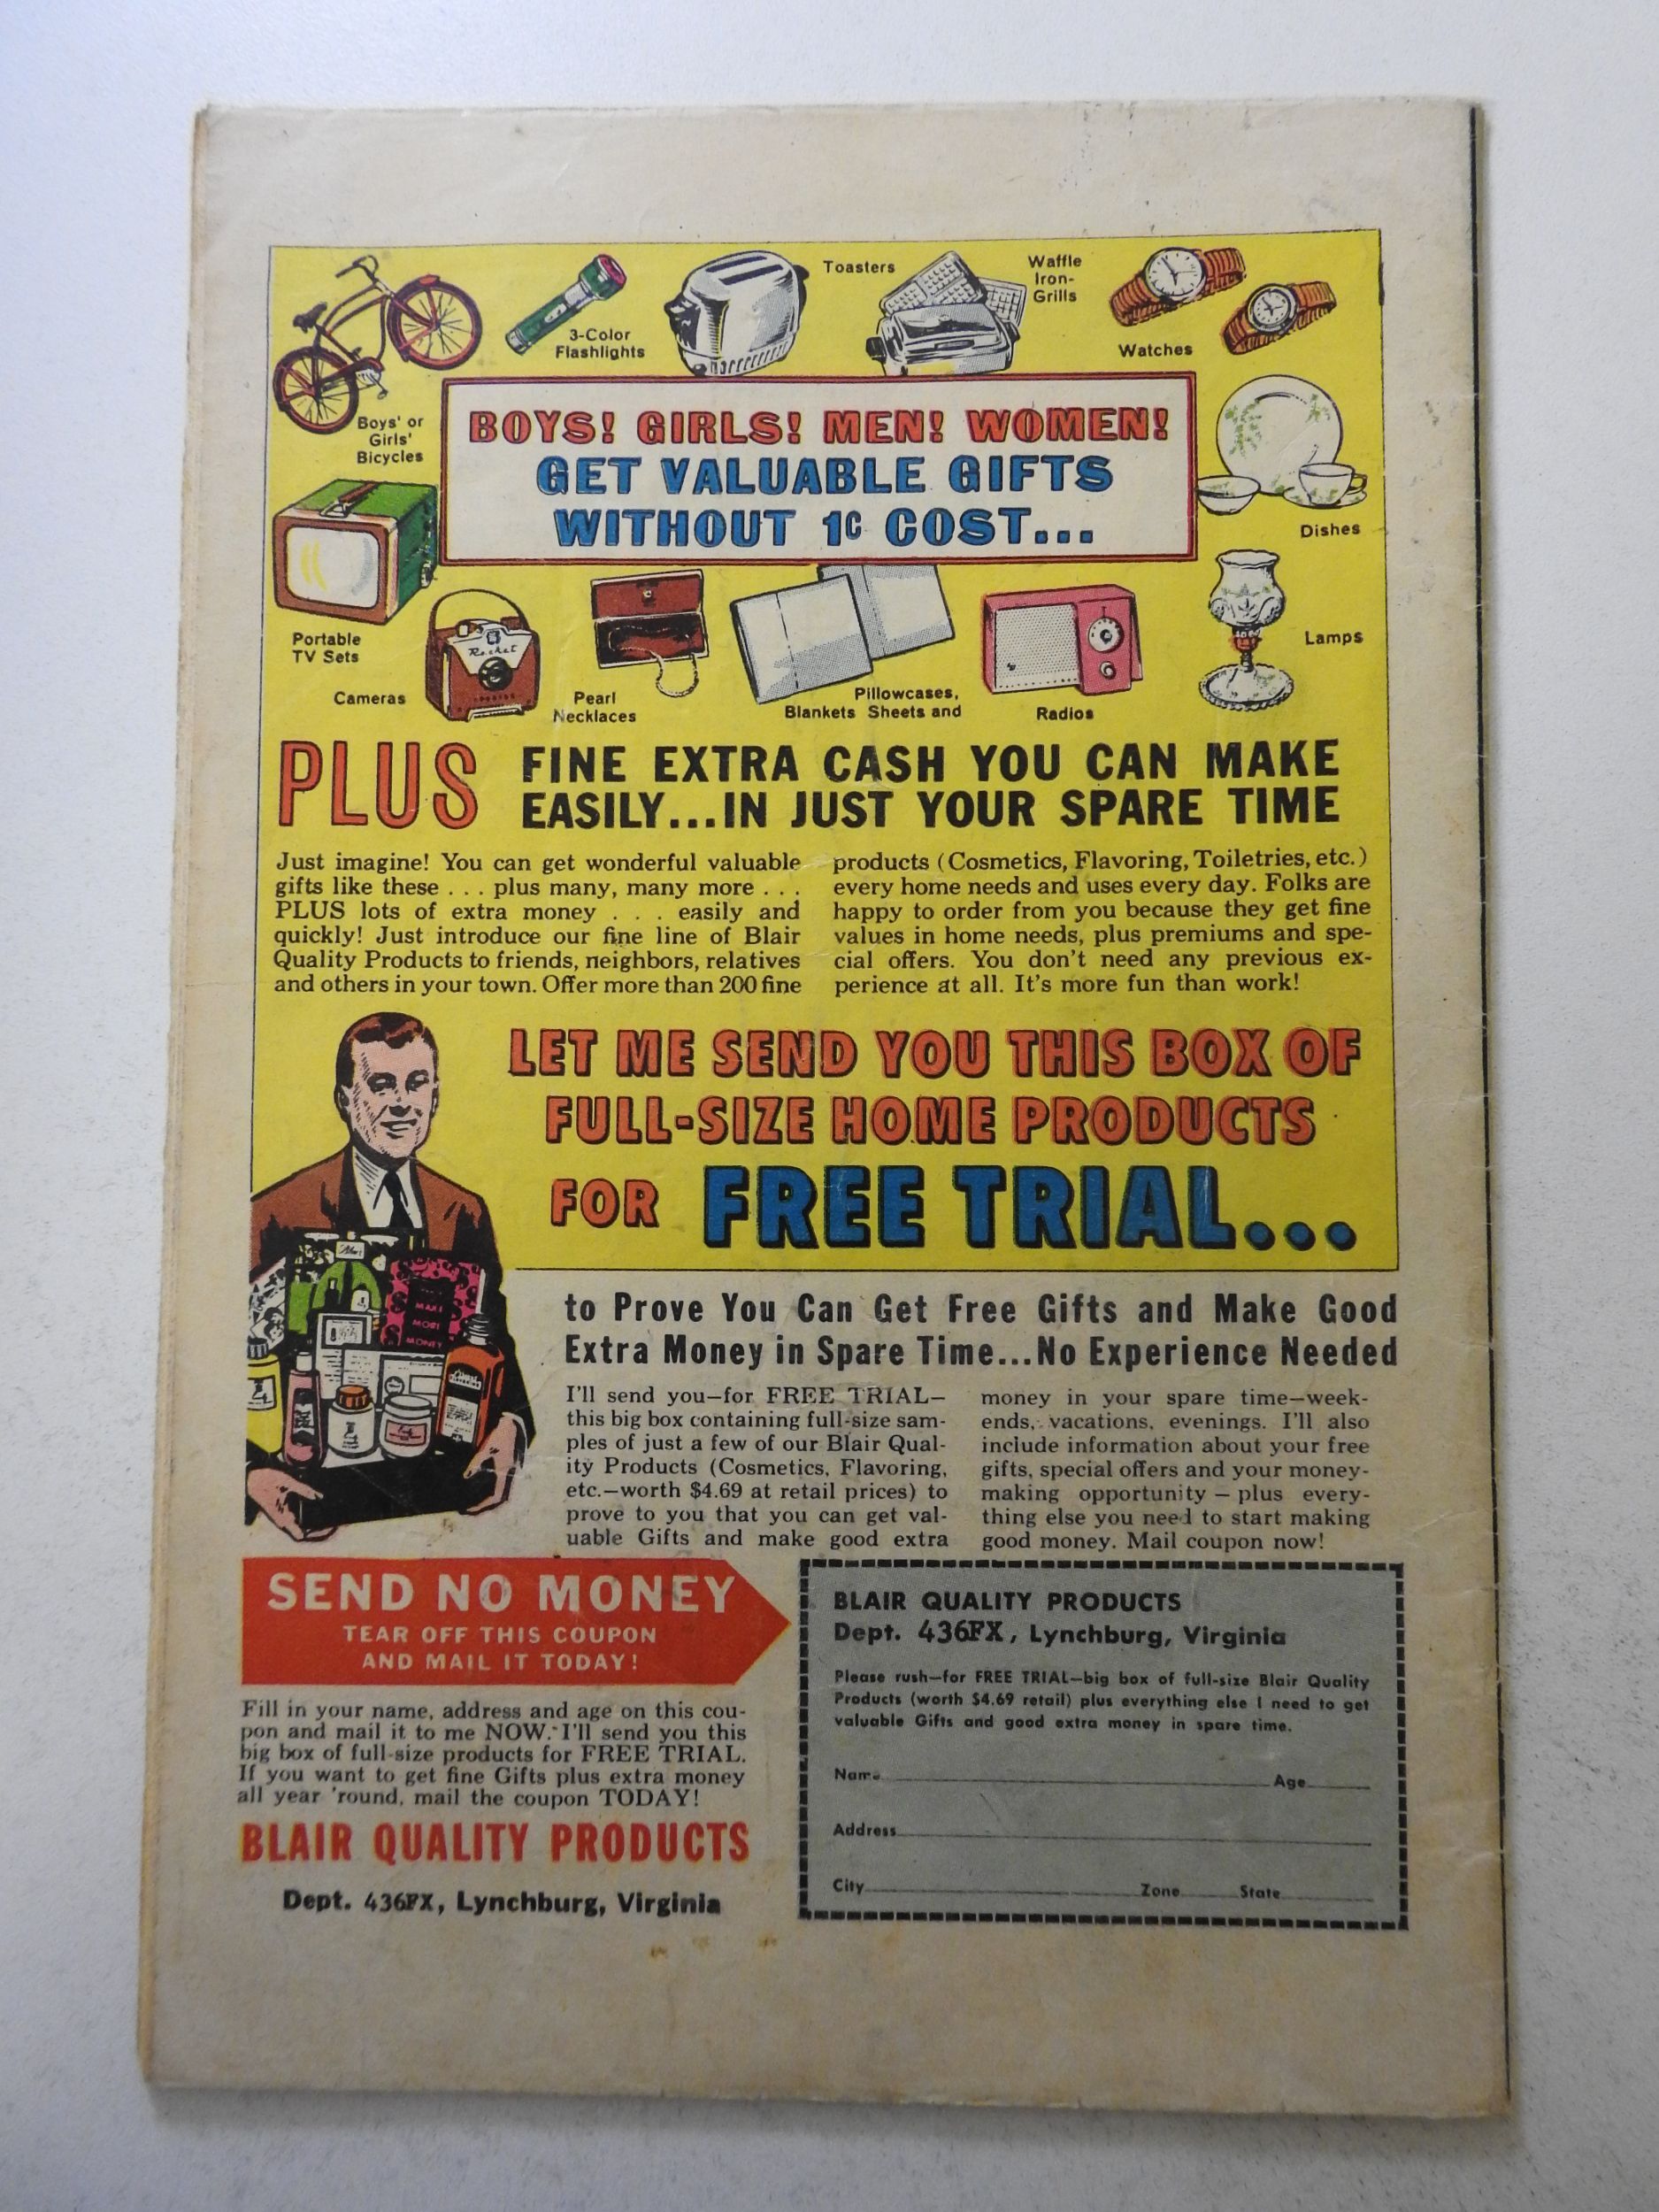 Toasters
Waffle
Iron-
Grills
3-Color
Flashlights
Watches
Boys' or
Girls'
Bicycles
BOYS! GIRLS! MEN! WOMEN!
GET VALUABLE GIFTS
WITHOUT 1¢ COST...
Dishes
Portable
TV Sets
Rocket
Lamps
Cameras
Pearl
Necklaces
Pillowcases,
Blankets Sheets and
Radios
PLUS
FINE EXTRA CASH YOU CAN MAKE
EASILY...IN JUST YOUR SPARE TIME
Just imagine! You can get wonderful valuable
gifts like these . . . plus many, many more . . .
PLUS lots of extra money . . . easily and
quickly! Just introduce our fine line of Blair
Quality Products to friends, neighbors, relatives
and others in your town. Offer more than 200 fine
products (Cosmetics, Flavoring, Toiletries, etc.)
every home needs and uses every day. Folks are
happy to order from you because they get fine
values in home needs, plus premiums and spe-
cial offers. You don't need any previous ex-
perience at all. It's more fun than work!
LET ME SEND YOU THIS BOX OF
FULL-SIZE HOME PRODUCTS
FOR FREE TRIAL...
MAKE
MORE
MONEY
to Prove You Can Get Free Gifts and Make Good
Extra Money in Spare Time...No Experience Needed
I'll send you—for FREE TRIAL—
this big box containing full-size sam-
ples of just a few of our Blair Qual-
ity Products (Cosmetics, Flavoring,
etc.—worth $4.69 at retail prices) to
prove to you that you can get val-
uable Gifts and make good extra
money in your spare time—week-
ends, vacations, evenings. I'll also
include information about your free
gifts, special offers and your money-
making opportunity — plus every-
thing else you need to start making
good money. Mail coupon now!
SEND NO MONEY
TEAR OFF THIS COUPON
AND MAIL IT TODAY!
Fill in your name, address and age on this cou-
pon and mail it to me NOW. I'll send you this
big box of full-size products for FREE TRIAL.
If you want to get fine Gifts plus extra money
all year 'round, mail the coupon TODAY!
BLAIR QUALITY PRODUCTS
Dept. 436FX, Lynchburg, Virginia
BLAIR QUALITY PRODUCTS
Dept. 436FX, Lynchburg, Virginia
Please rush—for FREE TRIAL—big box of full-size Blair Quality
Products (worth $4.69 retail) plus everything else I need to get
valuable Gifts and good extra money in spare time.
Name Age
Address
City Zone State